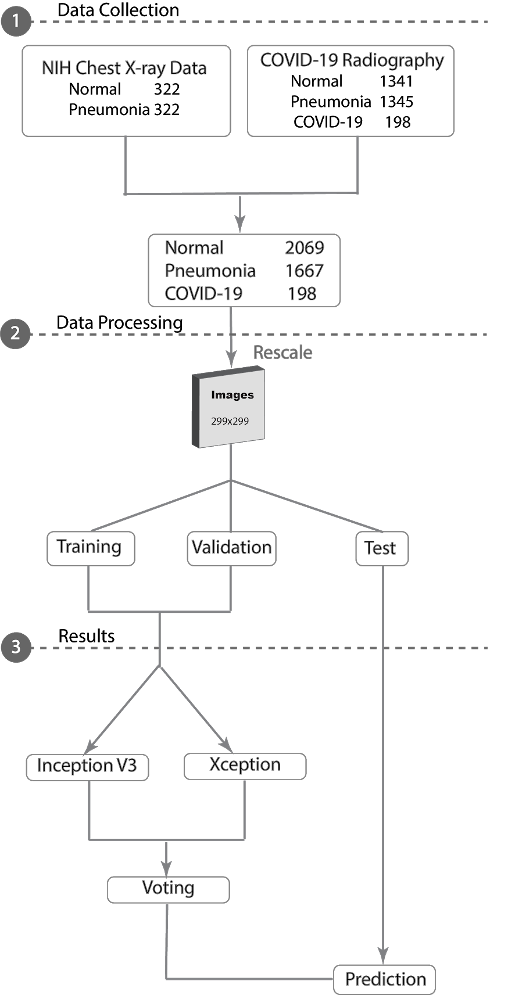 1 Data Collection
NIH Chest X-ray Data
Normal 322
Pneumonia 322
COVID-19 Radiography
Normal 1341
Pneumonia 1345
COVID-19 198
Normal 2069
Pneumonia 1667
COVID-19 198
2 Data Processing
Rescale
Images
299x299
Training Validation Test
3 Results
Inception V3 Xception
Voting
Prediction